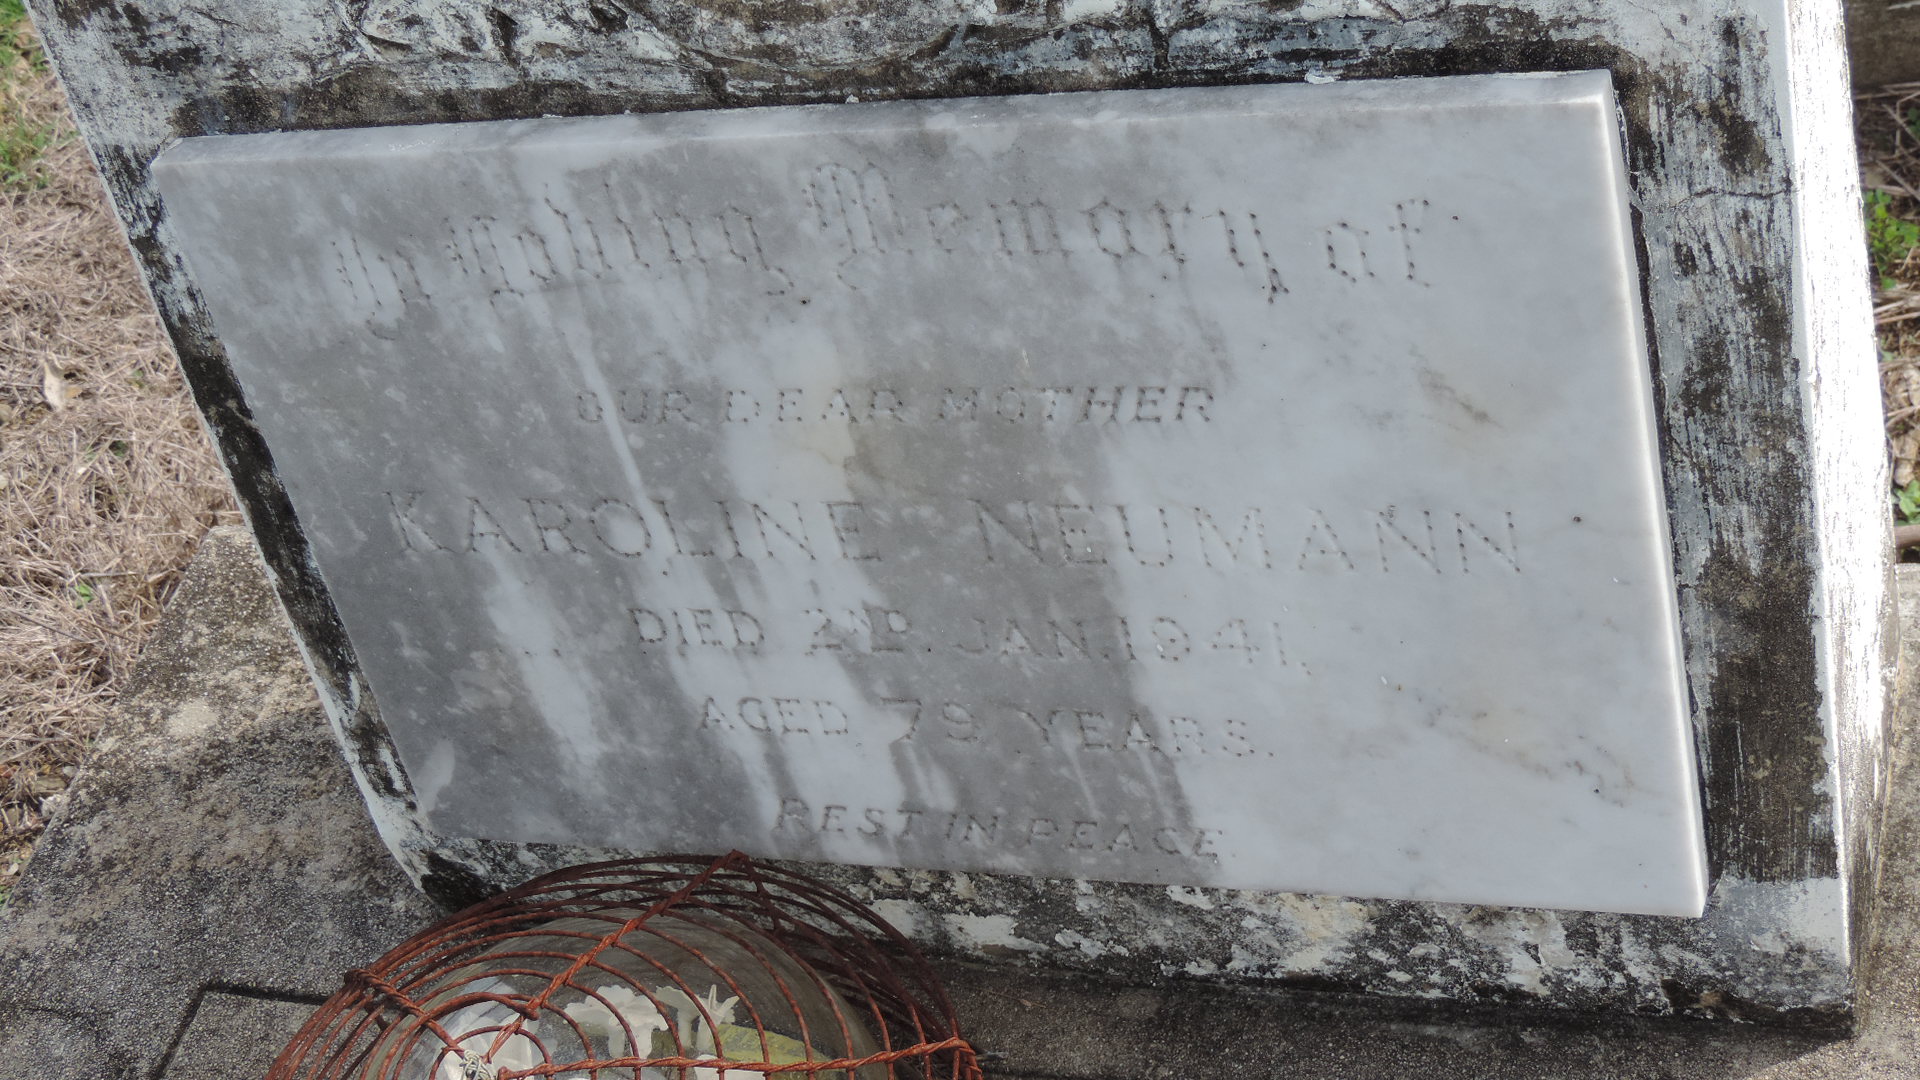 In Loving Memory of
OUR DEAR MOTHER
KAROLINE NEUMANN
DIED 2ND JAN. 1941.
AGED 79 YEARS.
REST IN PEACE.